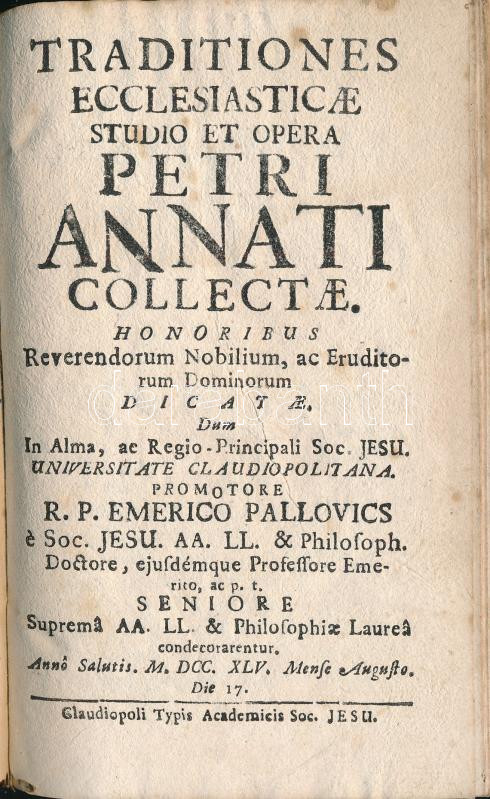 TRADITIONES
ECCLESIASTICÆ
STUDIO ET OPERA
PETRI
ANNATI
COLLECTÆ.
HONORIBUS
Reverendorum Nobilium, ac Erudito-
rum Dominorum
DICATÆ,
Dum
In Alma, ac Regio-Principali Soc. JESU.
UNIVERSITATE CLAUDIOPOLITANA.
PROMOTORE
R. P. EMERICO PALLOVICS
è Soc. JESU. AA. LL. & Philoſoph.
Doctore, ejuſdémque Profeſſore Eme-
rito, ac p. t.
SENIORE
Supremâ AA. LL. & Philoſophiæ Laureâ
condecorarentur.
Annô Salutis. M. DCC. XLV. Menſe Auguſto.
Die 17.
Claudiopoli Typis Academicis Soc. JESU.
darabanth